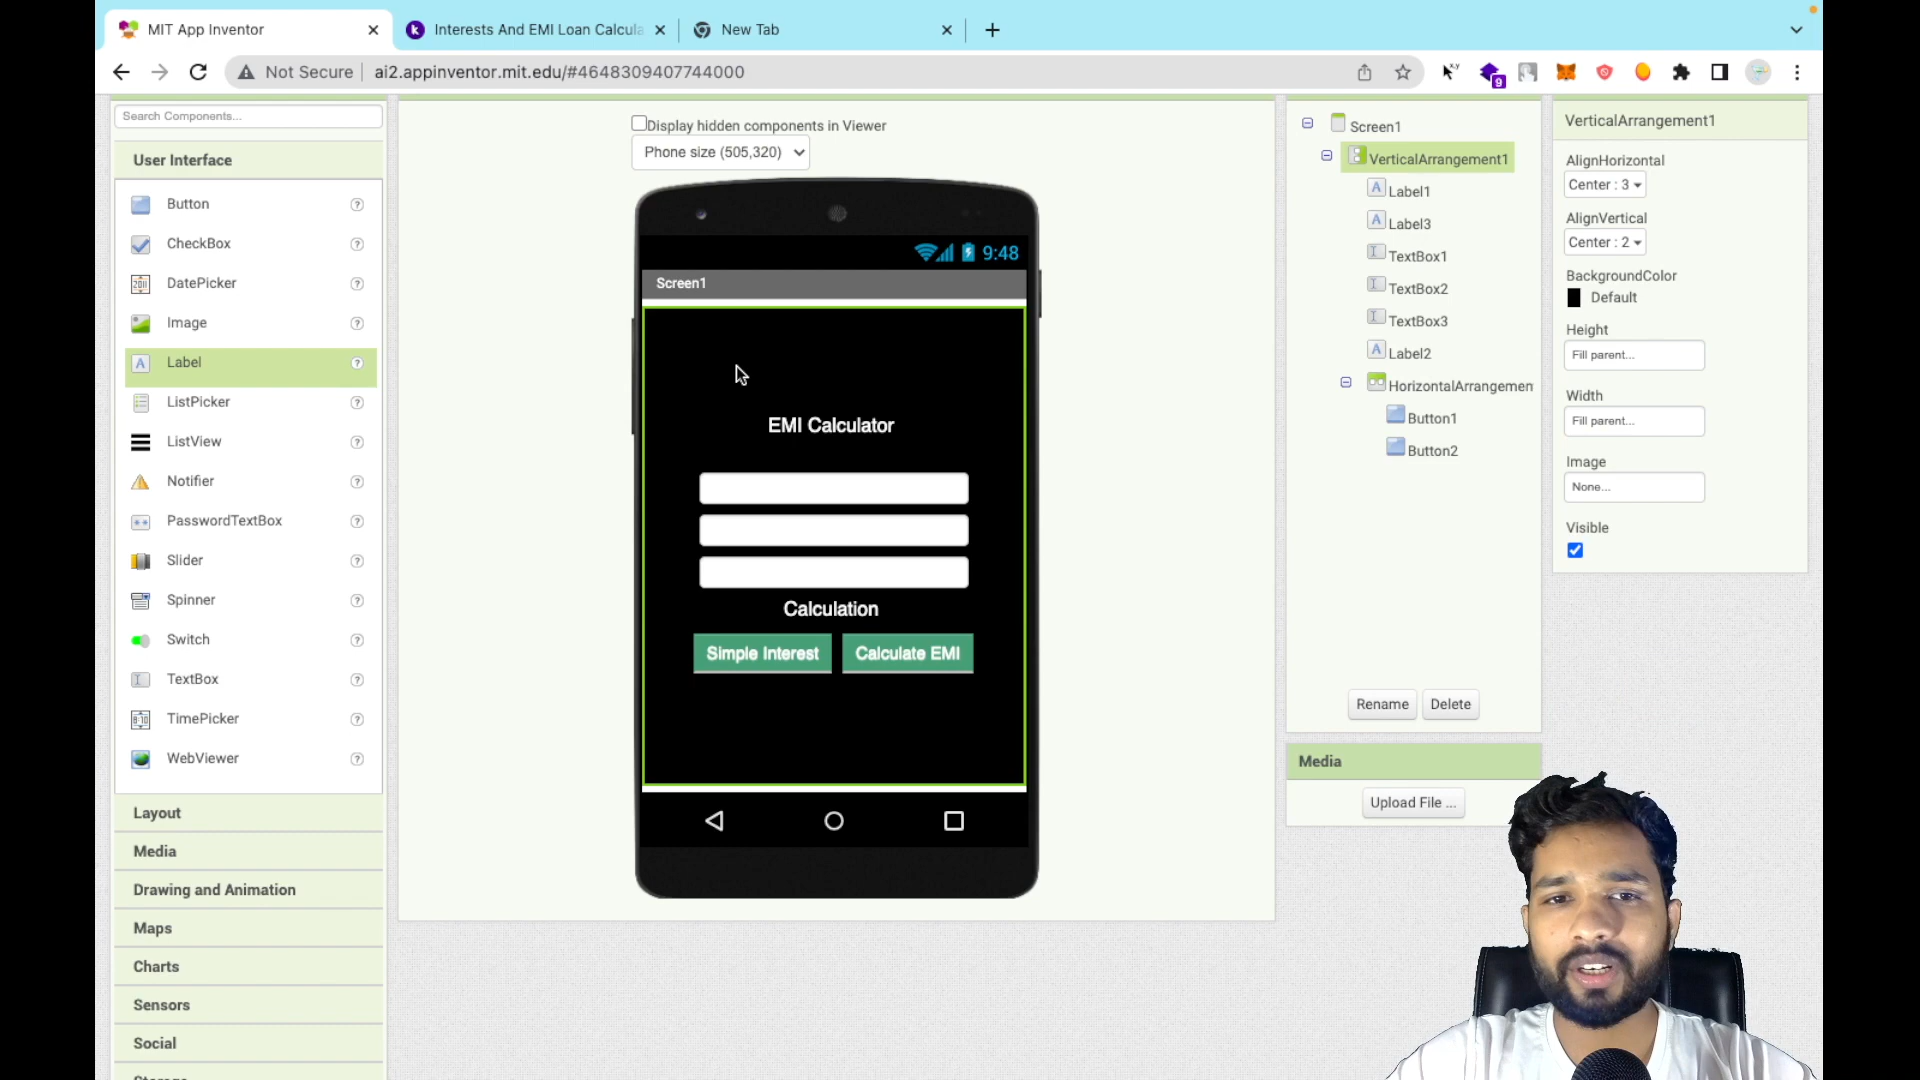 MIT App Inventor
Interests And EMI Loan Calcula
New Tab
Not Secure
ai2.appinventor.mit.edu/#4648309407744000
9
Search Components...
User Interface
Button
CheckBox
DatePicker
Image
Label
ListPicker
ListView
Notifier
PasswordTextBox
Slider
Spinner
Switch
TextBox
TimePicker
WebViewer
Layout
Media
Drawing and Animation
Maps
Charts
Sensors
Social
Display hidden components in Viewer
Phone size (505,320)
9:48
Screen1
EMI Calculator
Calculation
Simple Interest
Calculate EMI
Screen1
VerticalArrangement1
Label1
Label3
TextBox1
TextBox2
TextBox3
Label2
HorizontalArrangemen
Button1
Button2
Rename
Delete
Media
Upload File ...
VerticalArrangement1
AlignHorizontal
Center : 3
AlignVertical
Center : 2
BackgroundColor
Default
Height
Fill parent...
Width
Fill parent...
Image
None...
Visible